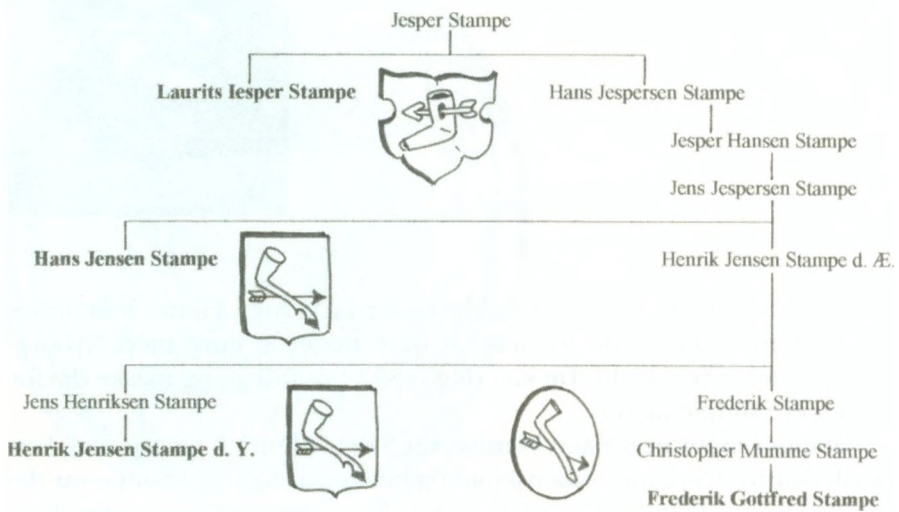 Jesper Stampe
Laurits Iesper Stampe
Hans Jespersen Stampe
Jesper Hansen Stampe
Jens Jespersen Stampe
Hans Jensen Stampe
Henrik Jensen Stampe d. Æ.
Jens Henriksen Stampe
Frederik Stampe
Henrik Jensen Stampe d. Y.
Christopher Mumme Stampe
Frederik Gottfred Stampe